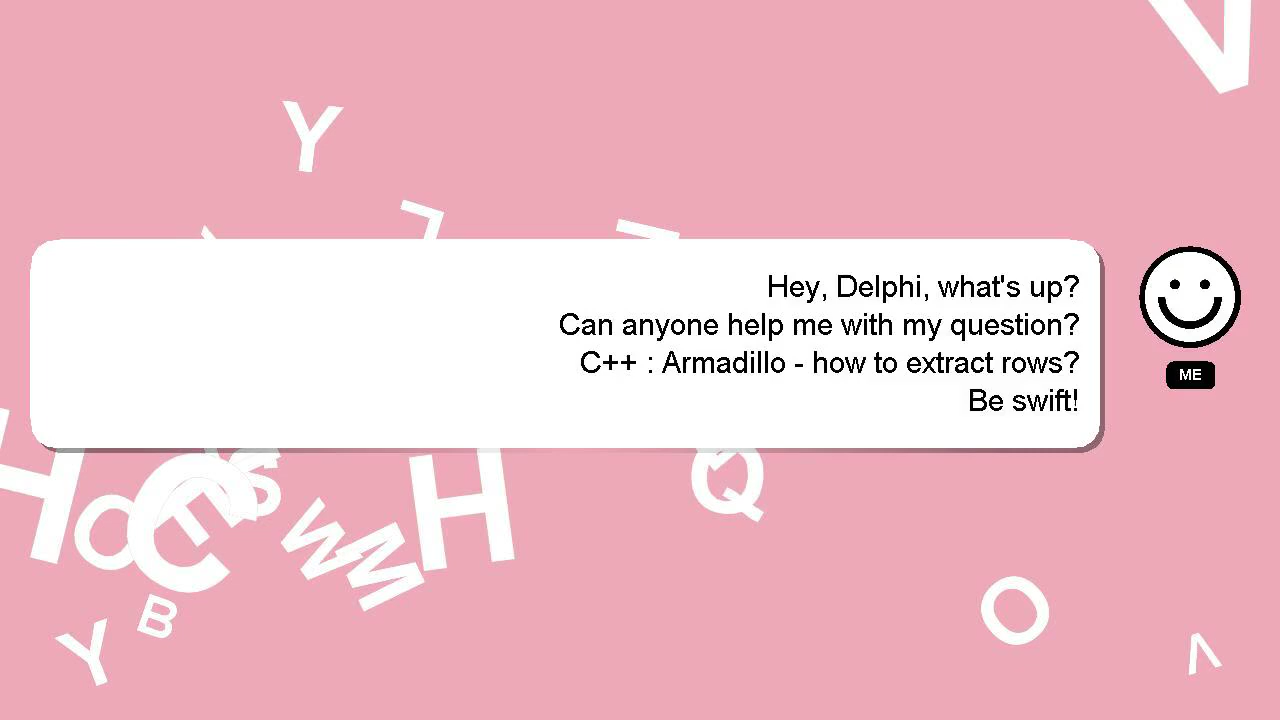 V
Y
L
L
Hey, Delphi, what's up?
Can anyone help me with my question?
C++ : Armadillo - how to extract rows?
Be swift!
ME
H
O
C
S
W
M
H
Q
Y
B
O
V